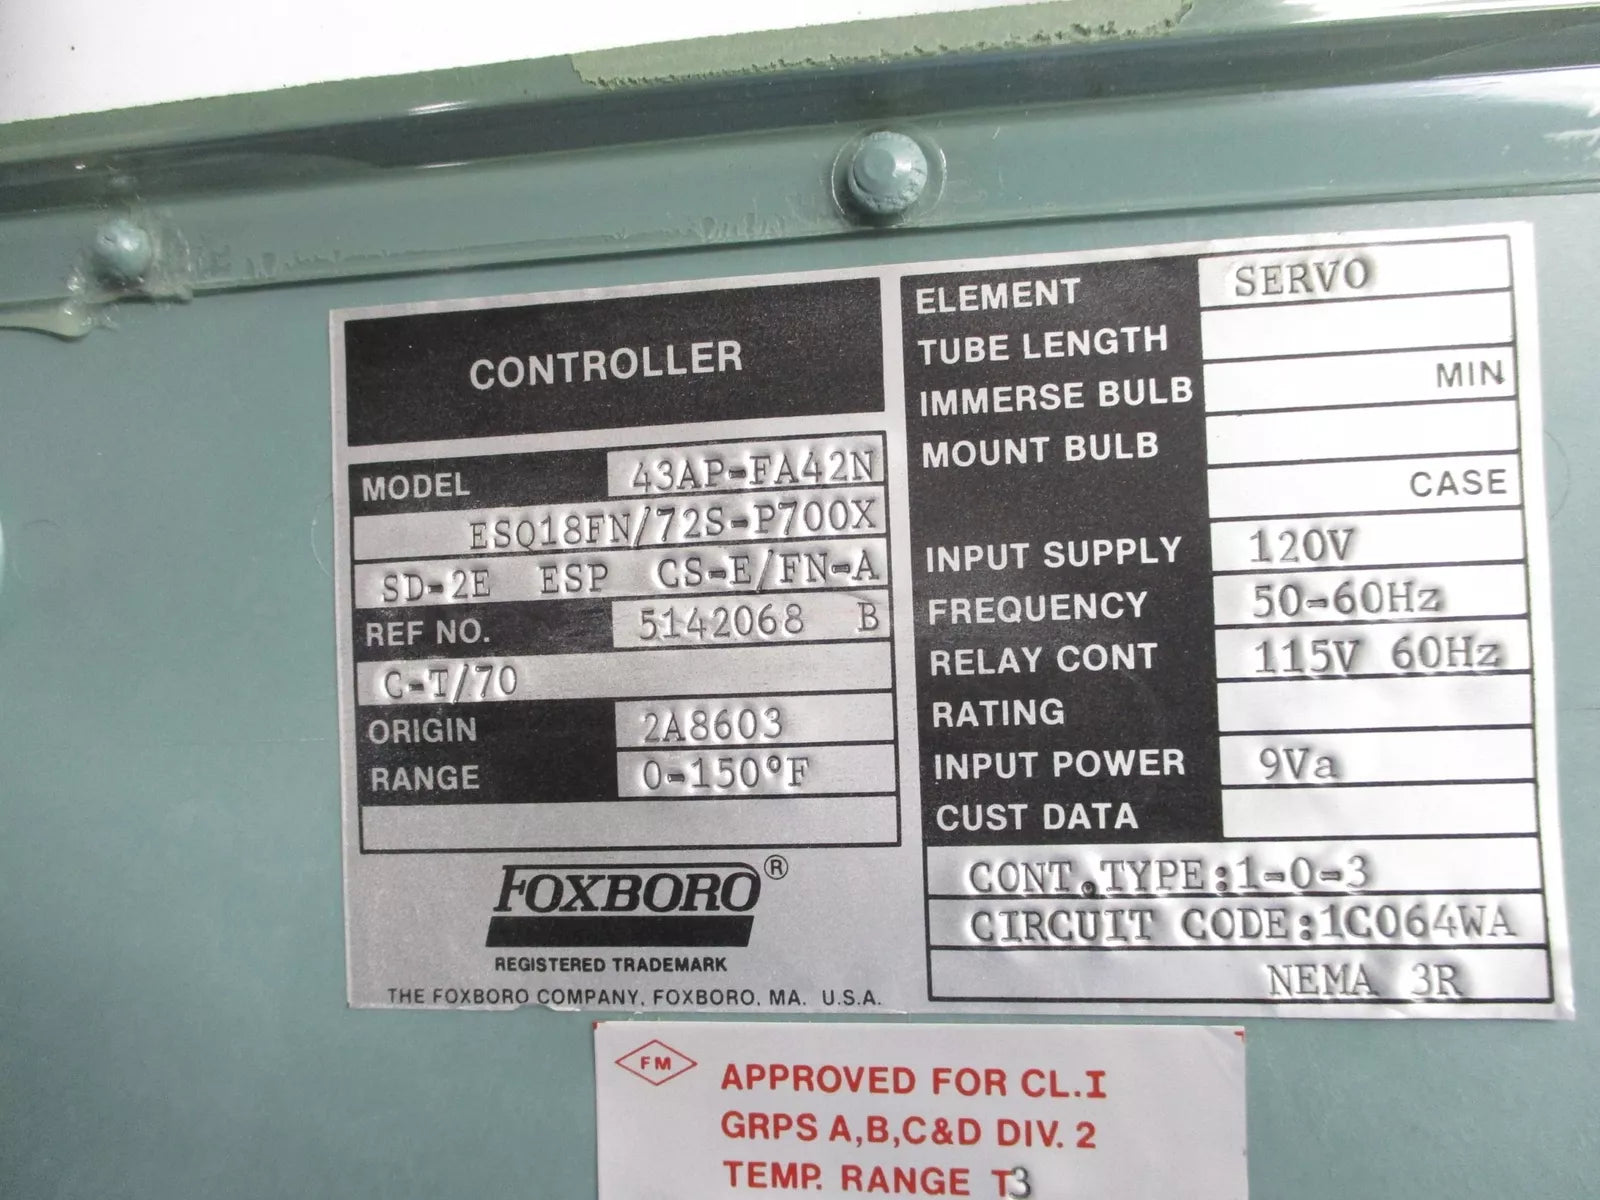 CONTROLLER
MODEL 43AP-FA42N
ESQ18FN/72S-P700X
SD-2E ESP CS-E/FN-A
REF NO. 5142068 B
C-T/70
ORIGIN 2A8603
RANGE 0-150°F
FOXBORO®
REGISTERED TRADEMARK
THE FOXBORO COMPANY, FOXBORO, MA. U.S.A.
ELEMENT SERVO
TUBE LENGTH
IMMERSE BULB MIN
MOUNT BULB
CASE
INPUT SUPPLY 120V
FREQUENCY 50-60Hz
RELAY CONT 115V 60Hz
RATING
INPUT POWER 9Va
CUST DATA
CONT.TYPE:1-0-3
CIRCUIT CODE:1C064WA
NEMA 3R
FM
APPROVED FOR CL.I
GRPS A,B,C&D DIV. 2
TEMP. RANGE T3